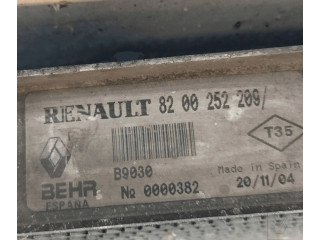 RENAULT 82 00 252 209/
T35
B9030
Made in Spain
BEHR
ESPAÑA
No 0000382
20/11/04